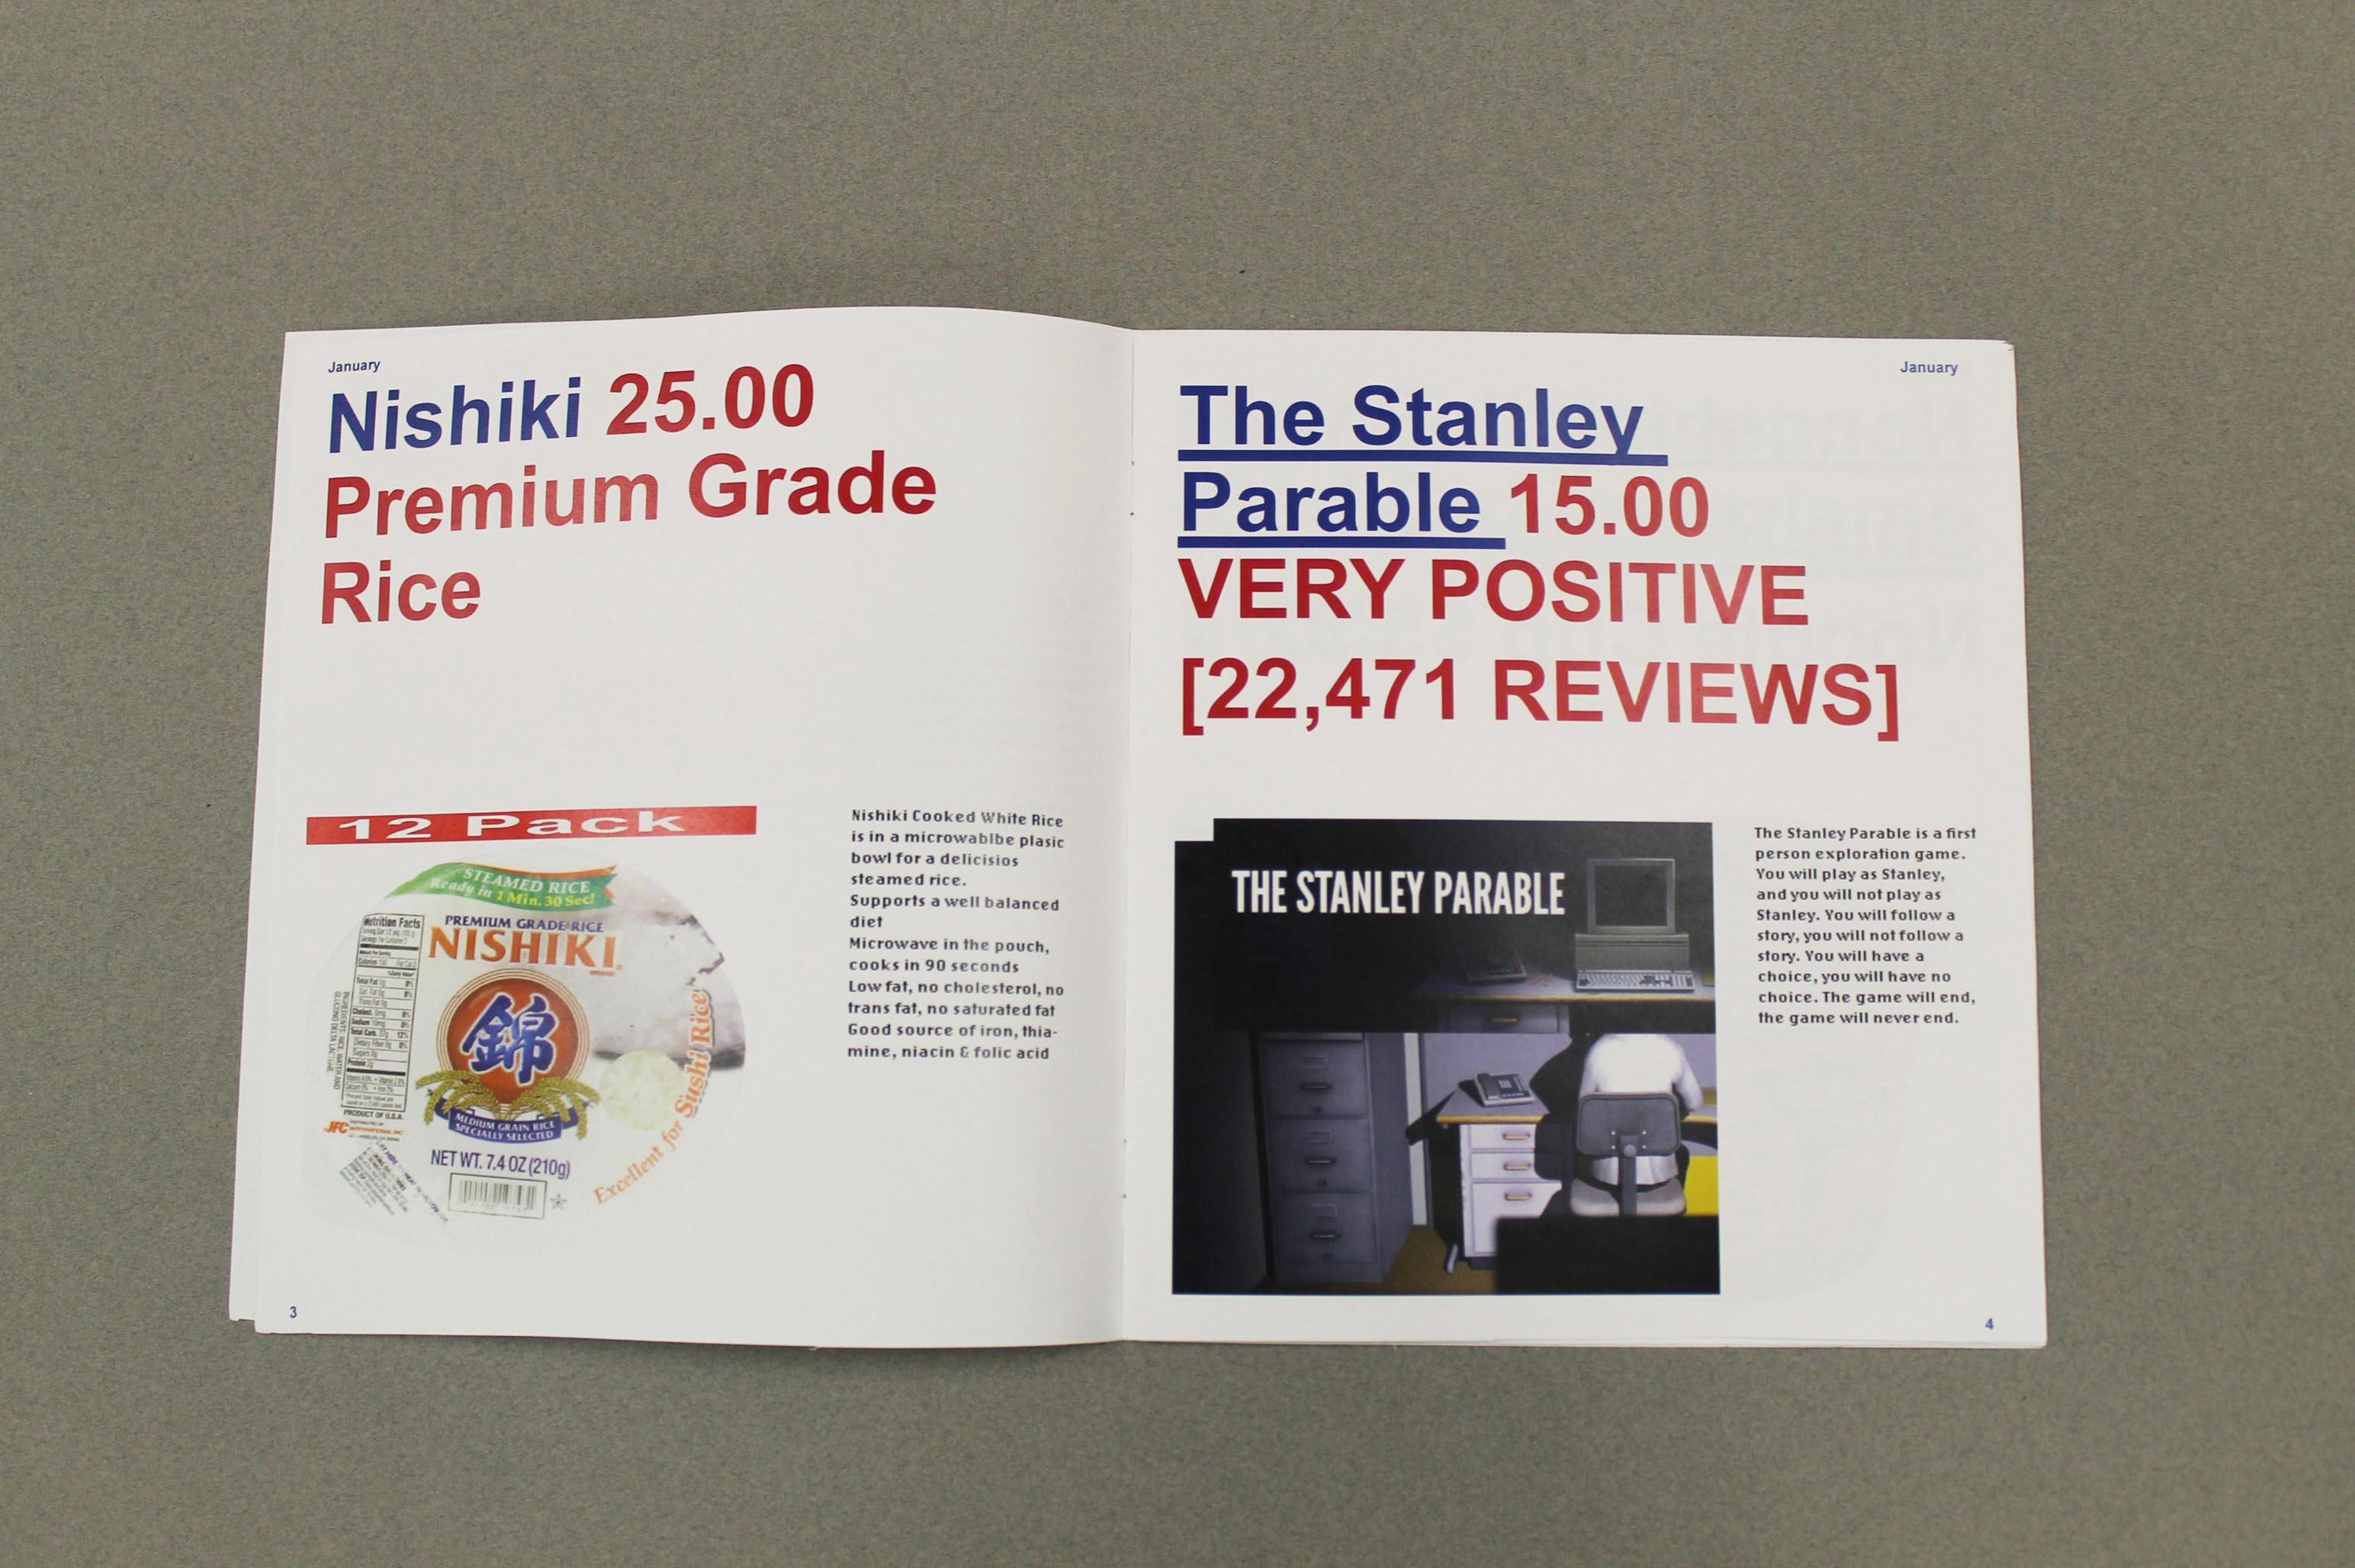 January
Nishiki 25.00
Premium Grade
Rice
12 Pack
STEAMED RICE
Ready in 1 Min. 30 Sec!
Nutrition Facts
PREMIUM GRADE RICE
NISHIKI
錦
MEDIUM GRAIN RICE
SPECIALLY SELECTED
Excellent for Sushi Rice
PRODUCT OF U.S.A.
JFC
NET WT. 7.4 OZ (210g)
Nishiki Cooked White Rice
is in a microwablbe plasic
bowl for a delicisios
steamed rice.
Supports a well balanced
diet
Microwave in the pouch,
cooks in 90 seconds
Low fat, no cholesterol, no
trans fat, no saturated fat
Good source of iron, thia-
mine, niacin & folic acid
3
January
The Stanley
Parable 15.00
VERY POSITIVE
[22,471 REVIEWS]
THE STANLEY PARABLE
The Stanley Parable is a first
person exploration game.
You will play as Stanley,
and you will not play as
Stanley. You will follow a
story, you will not follow a
story. You will have a
choice, you will have no
choice. The game will end,
the game will never end.
4